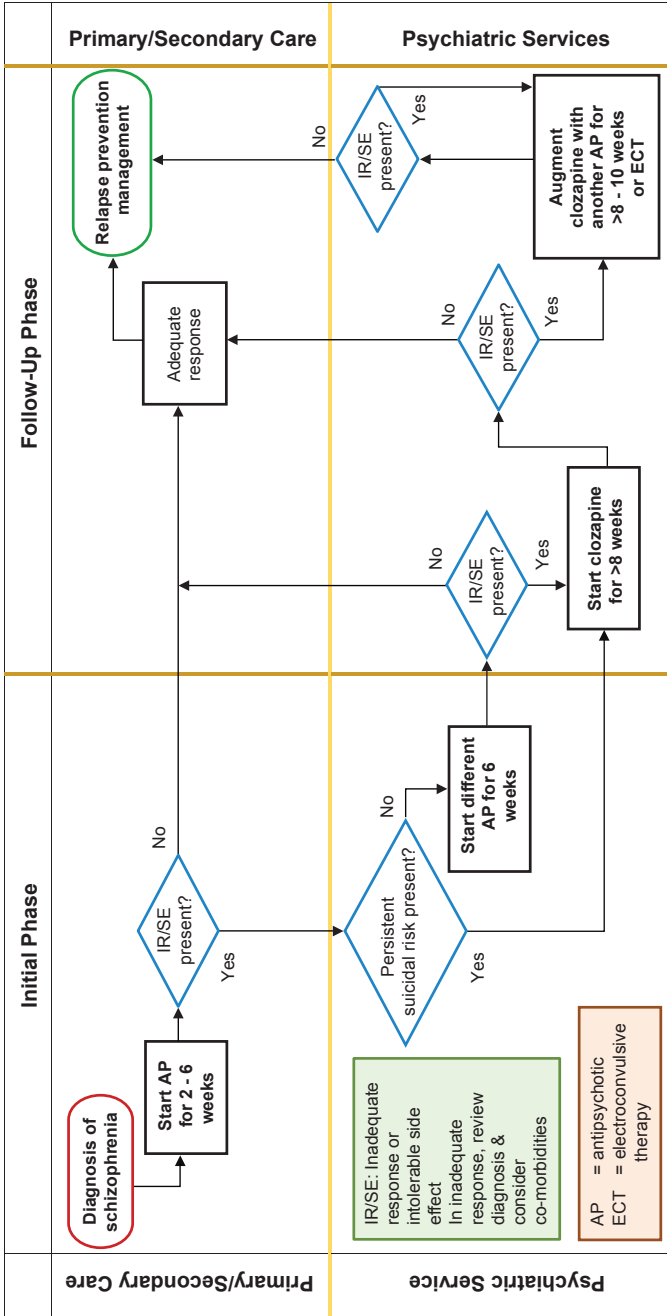 Initial Phase
Follow-Up Phase
Primary/Secondary Care
Diagnosis of
schizophrenia
Start AP
for 2 - 6
weeks
IR/SE
present?
No
Yes
Adequate
response
Relapse prevention
management
Primary/Secondary Care
Psychiatric Service
IR/SE: Inadequate
response or
intolerable side
effect
In inadequate
response, review
diagnosis &
consider
co-morbidities
AP = antipsychotic
ECT = electroconvulsive
therapy
Persistent
suicidal risk present?
No
Yes
Start different
AP for 6
weeks
IR/SE
present?
No
Yes
Start clozapine
for >8 weeks
IR/SE
present?
No
Yes
Augment
clozapine with
another AP for
>8 - 10 weeks
or ECT
IR/SE
present?
No
Yes
Psychiatric Services